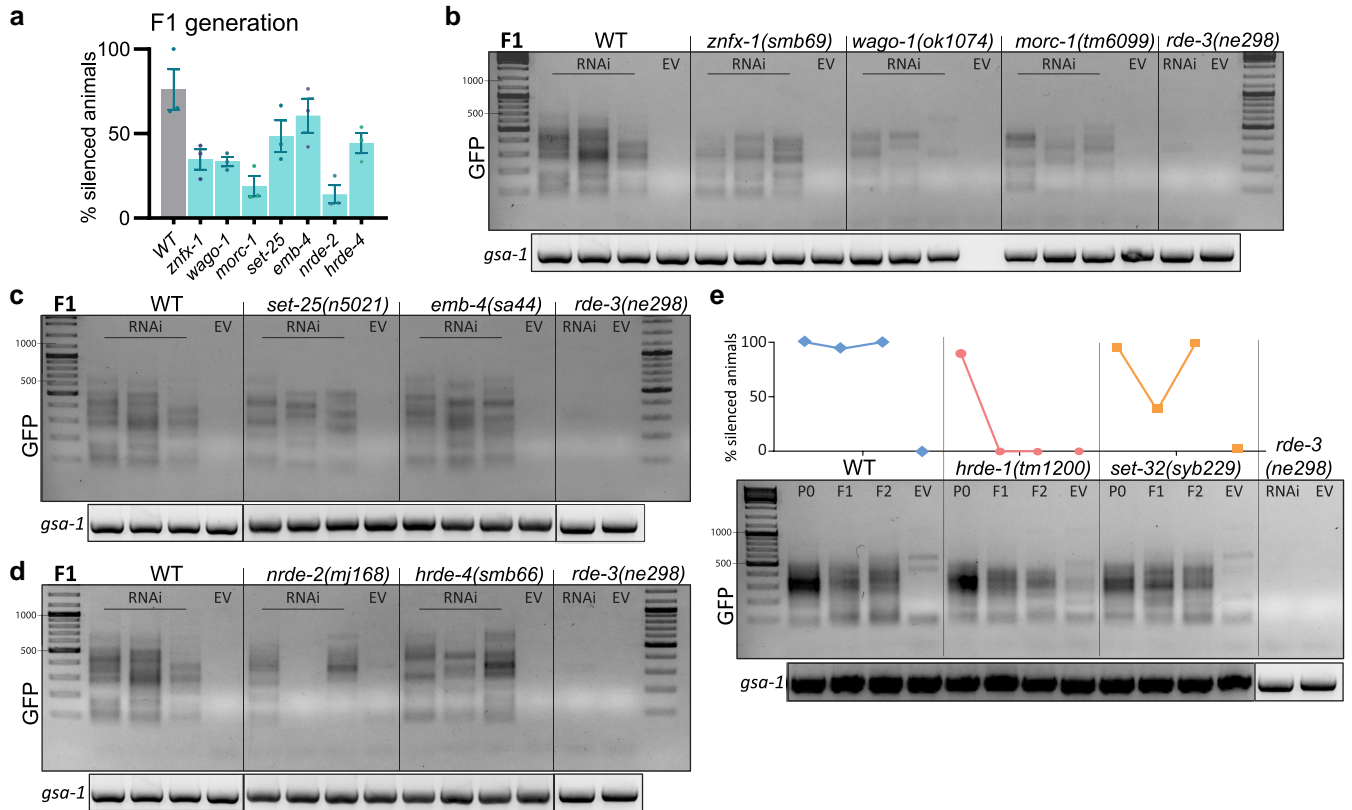 a
F1 generation
% silenced animals
100
50
0
WT
znfx-1
wago-1
morc-1
set-25
emb-4
nrde-2
hrde-4
b
F1 WT znfx-1(smb69) wago-1(ok1074) morc-1(tm6099) rde-3(ne298)
RNAi EV RNAi EV RNAi EV RNAi EV RNAi EV
1000
500
GFP
gsa-1
c
F1 WT set-25(n5021) emb-4(sa44) rde-3(ne298)
RNAi EV RNAi EV RNAi EV RNAi EV
1000
500
GFP
gsa-1
d
F1 WT nrde-2(mj168) hrde-4(smb66) rde-3(ne298)
RNAi EV RNAi EV RNAi EV RNAi EV
1000
500
GFP
gsa-1
e
% silenced animals
100
50
0
WT hrde-1(tm1200) set-32(syb229) rde-3
(ne298)
P0 F1 F2 EV P0 F1 F2 EV P0 F1 F2 EV RNAi EV
1000
500
GFP
gsa-1